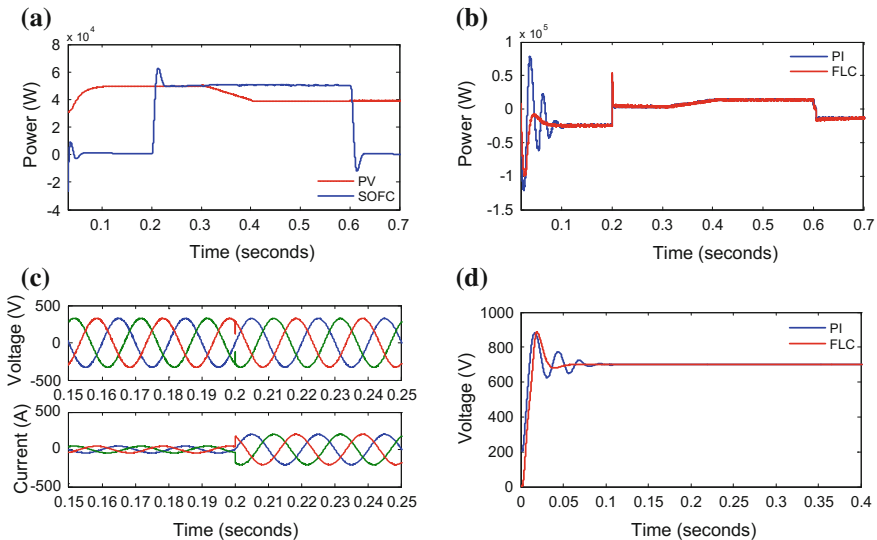 (a)
x 10⁴
8
6
4
2
0
-2
-4
Power (W)
PV
SOFC
0.1 0.2 0.3 0.4 0.5 0.6 0.7
Time (seconds)
(b)
x 10⁵
1
0.5
0
-0.5
-1
-1.5
Power (W)
PI
FLC
0.1 0.2 0.3 0.4 0.5 0.6 0.7
Time (seconds)
(c)
500
0
-500
Voltage (V)
0.15 0.16 0.17 0.18 0.19 0.2 0.21 0.22 0.23 0.24 0.25
500
0
-500
Current (A)
0.15 0.16 0.17 0.18 0.19 0.2 0.21 0.22 0.23 0.24 0.25
Time (seconds)
(d)
1000
800
600
400
200
0
Voltage (V)
PI
FLC
0 0.05 0.1 0.15 0.2 0.25 0.3 0.35 0.4
Time (seconds)